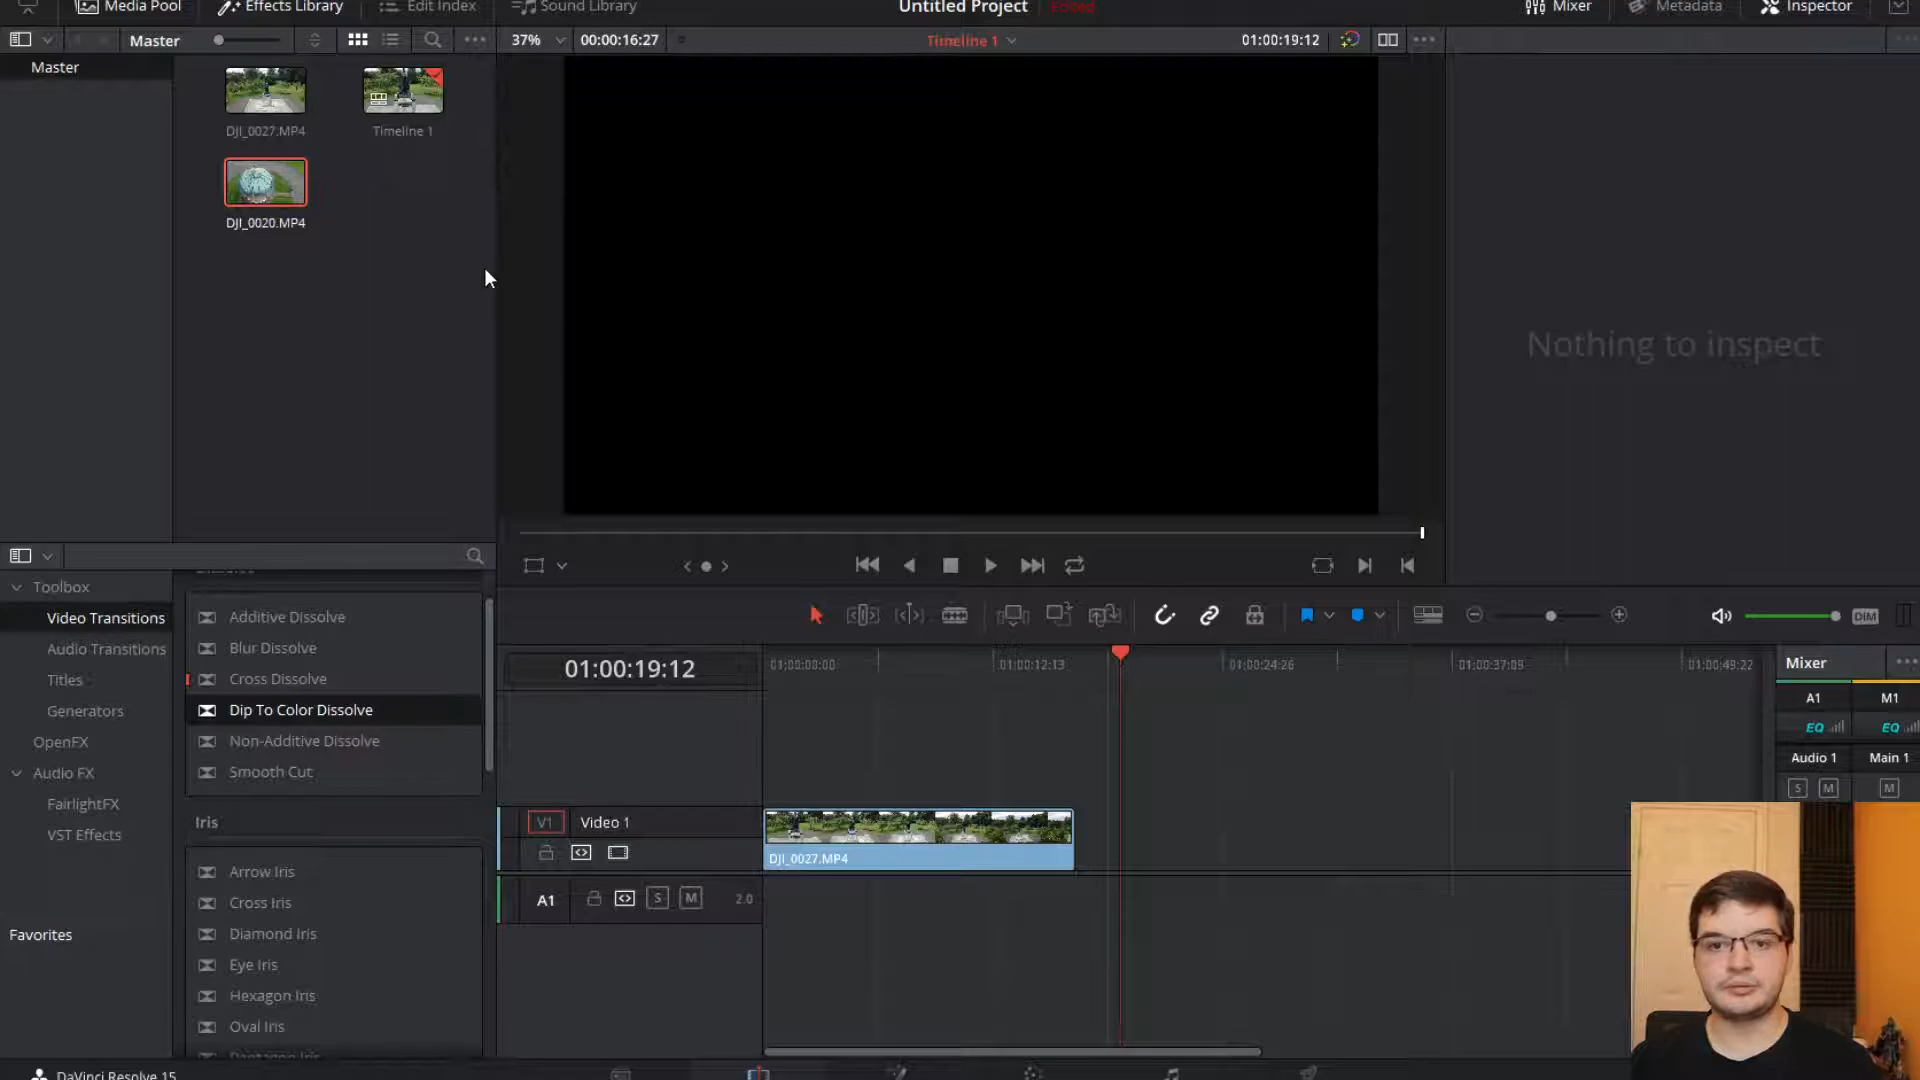 Media Pool Effects Library Edit Index Sound Library Untitled Project Edited Mixer Metadata Inspector
Master 37% 00:00:16:27 Timeline 1 01:00:19:12
Master
DJI_0027.MP4 Timeline 1
DJI_0020.MP4
Nothing to inspect
Toolbox
Video Transitions
Audio Transitions
Titles
Generators
OpenFX
Audio FX
FairlightFX
VST Effects
Favorites
Additive Dissolve
Blur Dissolve
Cross Dissolve
Dip To Color Dissolve
Non-Additive Dissolve
Smooth Cut
Iris
Arrow Iris
Cross Iris
Diamond Iris
Eye Iris
Hexagon Iris
Oval Iris
Pentagon Iris
DIM
01:00:19:12 01:00:00:00 01:00:12:13 01:00:24:26 01:00:37:09 01:00:49:22
Mixer
A1 M1
EQ EQ
Audio 1 Main 1
S M M
V1 Video 1
DJI_0027.MP4
A1 S M 2.0
DaVinci Resolve 15